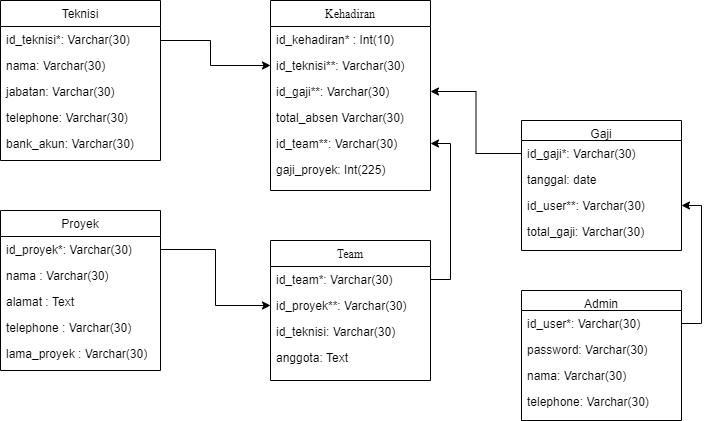 Teknisi
id_teknisi*: Varchar(30)
nama: Varchar(30)
jabatan: Varchar(30)
telephone: Varchar(30)
bank_akun: Varchar(30)
Kehadiran
id_kehadiran* : Int(10)
id_teknisi**: Varchar(30)
id_gaji**: Varchar(30)
total_absen Varchar(30)
id_team**: Varchar(30)
gaji_proyek: Int(225)
Gaji
id_gaji*: Varchar(30)
tanggal: date
id_user**: Varchar(30)
total_gaji: Varchar(30)
Proyek
id_proyek*: Varchar(30)
nama : Varchar(30)
alamat : Text
telephone : Varchar(30)
lama_proyek : Varchar(30)
Team
id_team*: Varchar(30)
id_proyek**: Varchar(30)
id_teknisi: Varchar(30)
anggota: Text
Admin
id_user*: Varchar(30)
password: Varchar(30)
nama: Varchar(30)
telephone: Varchar(30)